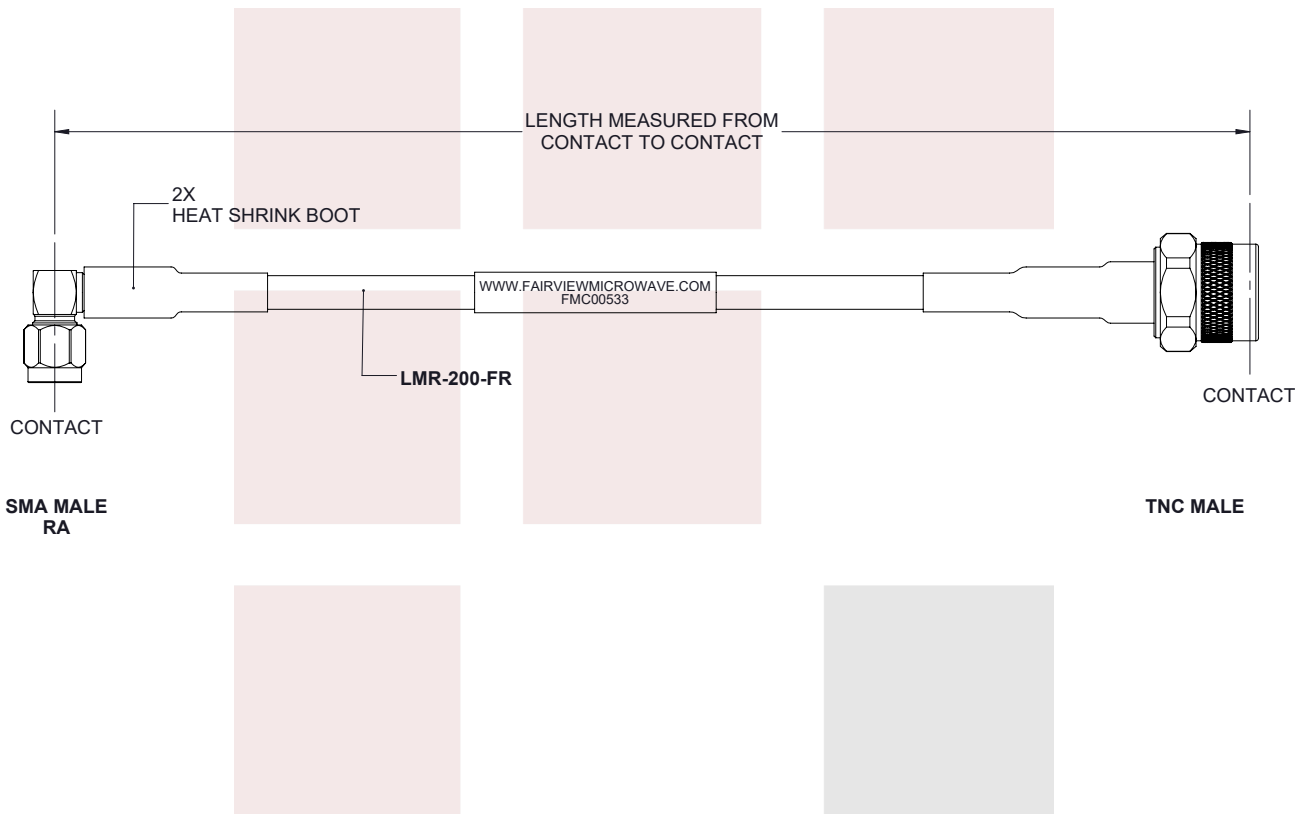 LENGTH MEASURED FROM
CONTACT TO CONTACT
2X
HEAT SHRINK BOOT
WWW.FAIRVIEWMICROWAVE.COM
FMC00533
LMR-200-FR
CONTACT
CONTACT
SMA MALE
RA
TNC MALE